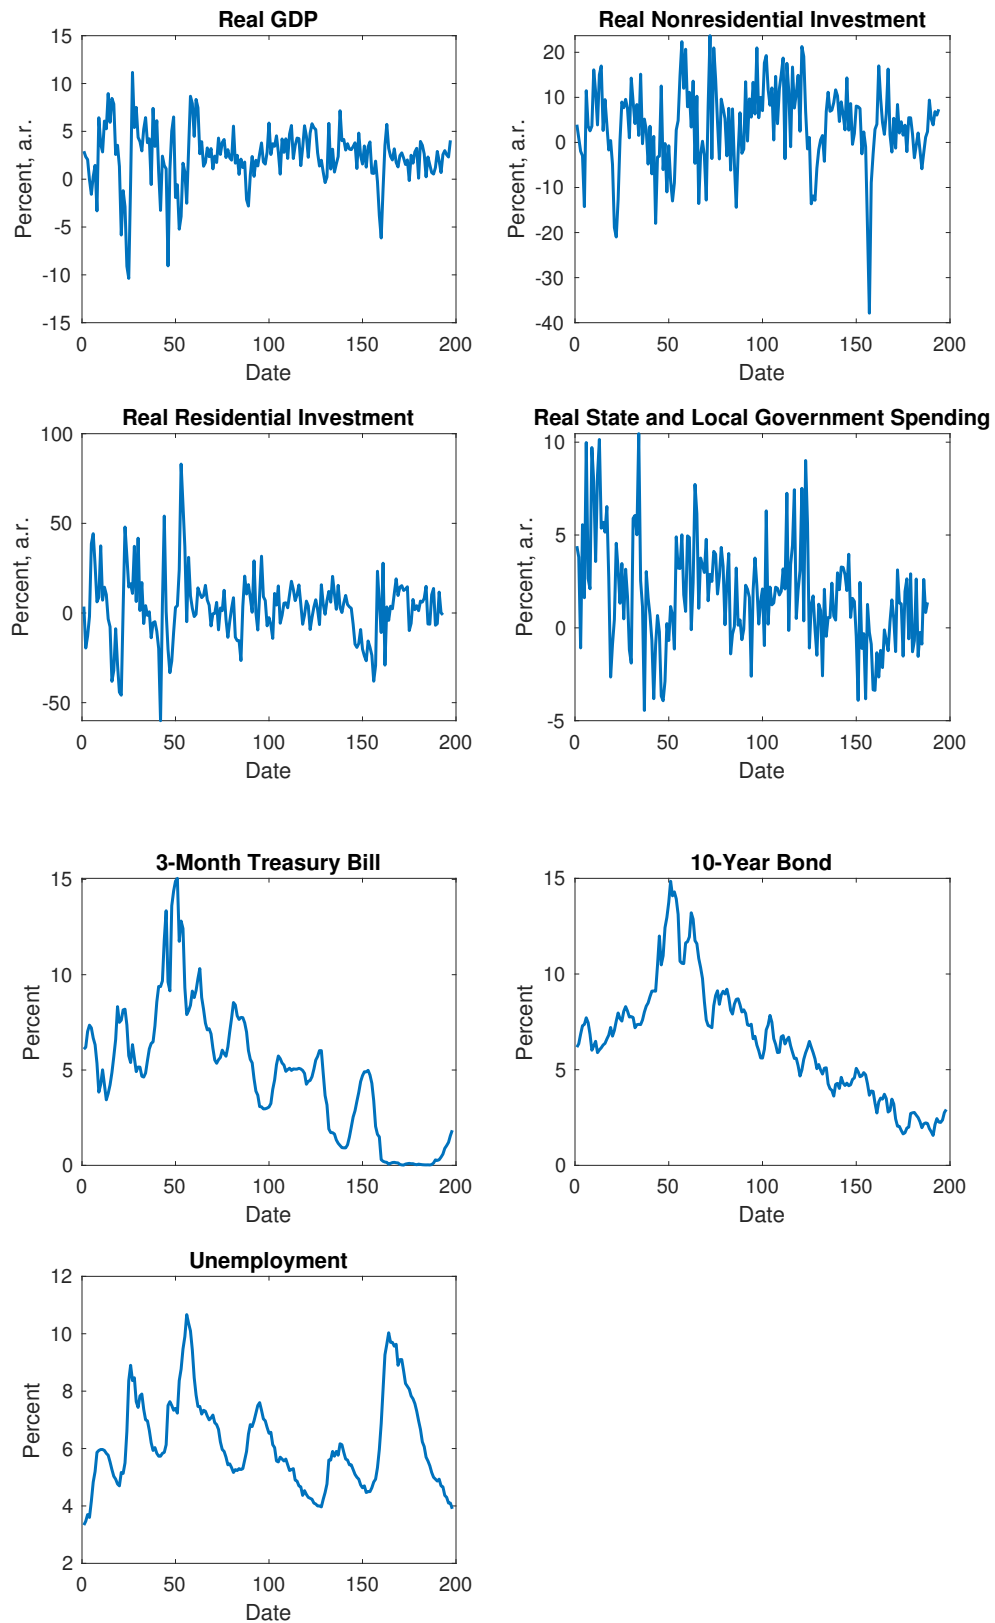 Real GDP
Percent, a.r.
15
10
5
0
-5
-10
-15
0 50 100 150 200
Date
Real Nonresidential Investment
Percent, a.r.
20
10
0
-10
-20
-30
-40
0 50 100 150 200
Date
Real Residential Investment
Percent, a.r.
100
50
0
-50
0 50 100 150 200
Date
Real State and Local Government Spending
Percent, a.r.
10
5
0
-5
0 50 100 150 200
Date
3-Month Treasury Bill
Percent
15
10
5
0
0 50 100 150 200
Date
10-Year Bond
Percent
15
10
5
0
0 50 100 150 200
Date
Unemployment
Percent
12
10
8
6
4
2
0 50 100 150 200
Date